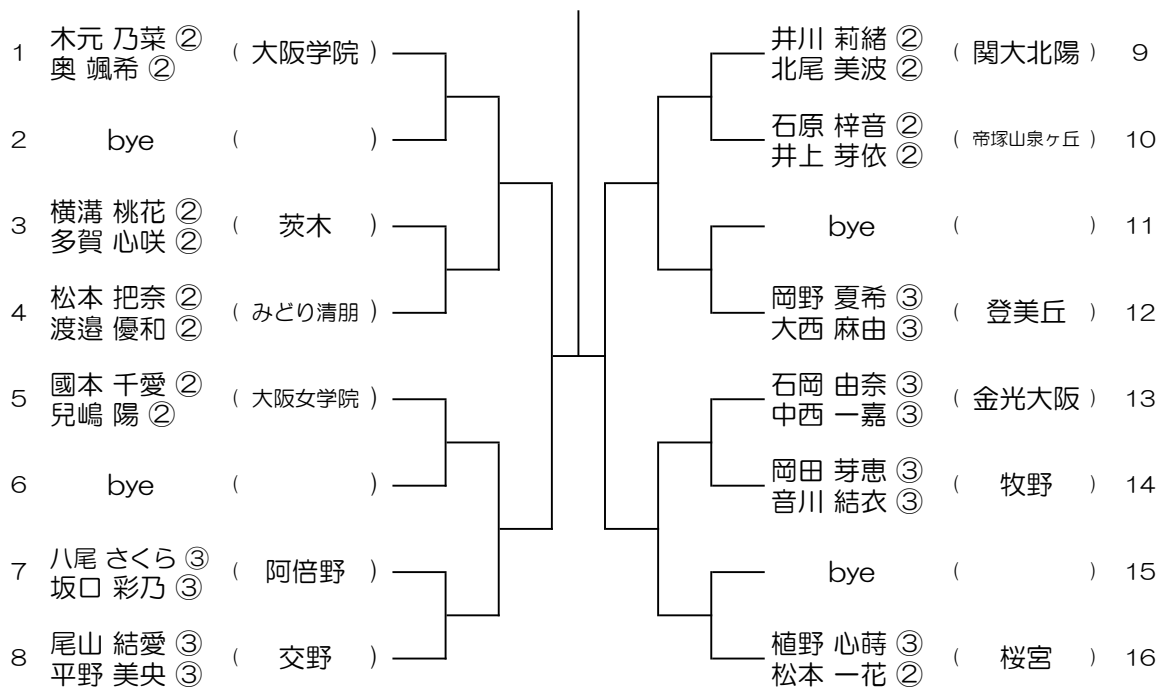 木元 乃菜 ②
1 ( 大阪学院 )
奥 颯希 ②
2 bye ( )
横溝 桃花 ②
3 ( 茨木 )
多賀 心咲 ②
松本 把奈 ②
4 ( みどり清朋 )
渡邉 優和 ②
國本 千愛 ②
5 ( 大阪女学院 )
兒嶋 陽 ②
6 bye ( )
八尾 さくら ③
7 ( 阿倍野 )
坂口 彩乃 ③
尾山 結愛 ③
8 ( 交野 )
平野 美央 ③
井川 莉緒 ②
( 関大北陽 ) 9
北尾 美波 ②
石原 梓音 ②
( 帝塚山泉ヶ丘 ) 10
井上 芽依 ②
bye ( ) 11
岡野 夏希 ③
( 登美丘 ) 12
大西 麻由 ③
石岡 由奈 ③
( 金光大阪 ) 13
中西 一嘉 ③
岡田 芽恵 ③
( 牧野 ) 14
音川 結衣 ③
bye ( ) 15
植野 心蒔 ③
( 桜宮 ) 16
松本 一花 ②